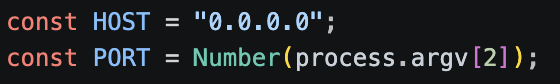 const HOST = "0.0.0.0";
const PORT = Number(process.argv[2]);